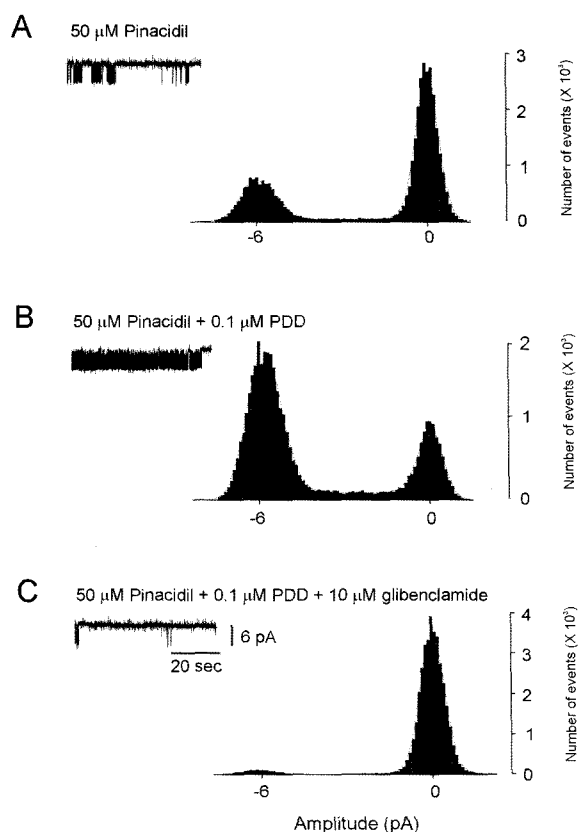 A
50 μM Pinacidil
3
2
1
0
Number of events (X 10³)
-6
0
B
50 μM Pinacidil + 0.1 μM PDD
2
1
0
Number of events (X 10³)
-6
0
C
50 μM Pinacidil + 0.1 μM PDD + 10 μM glibenclamide
6 pA
20 sec
4
3
2
1
0
Number of events (X 10³)
-6
0
Amplitude (pA)